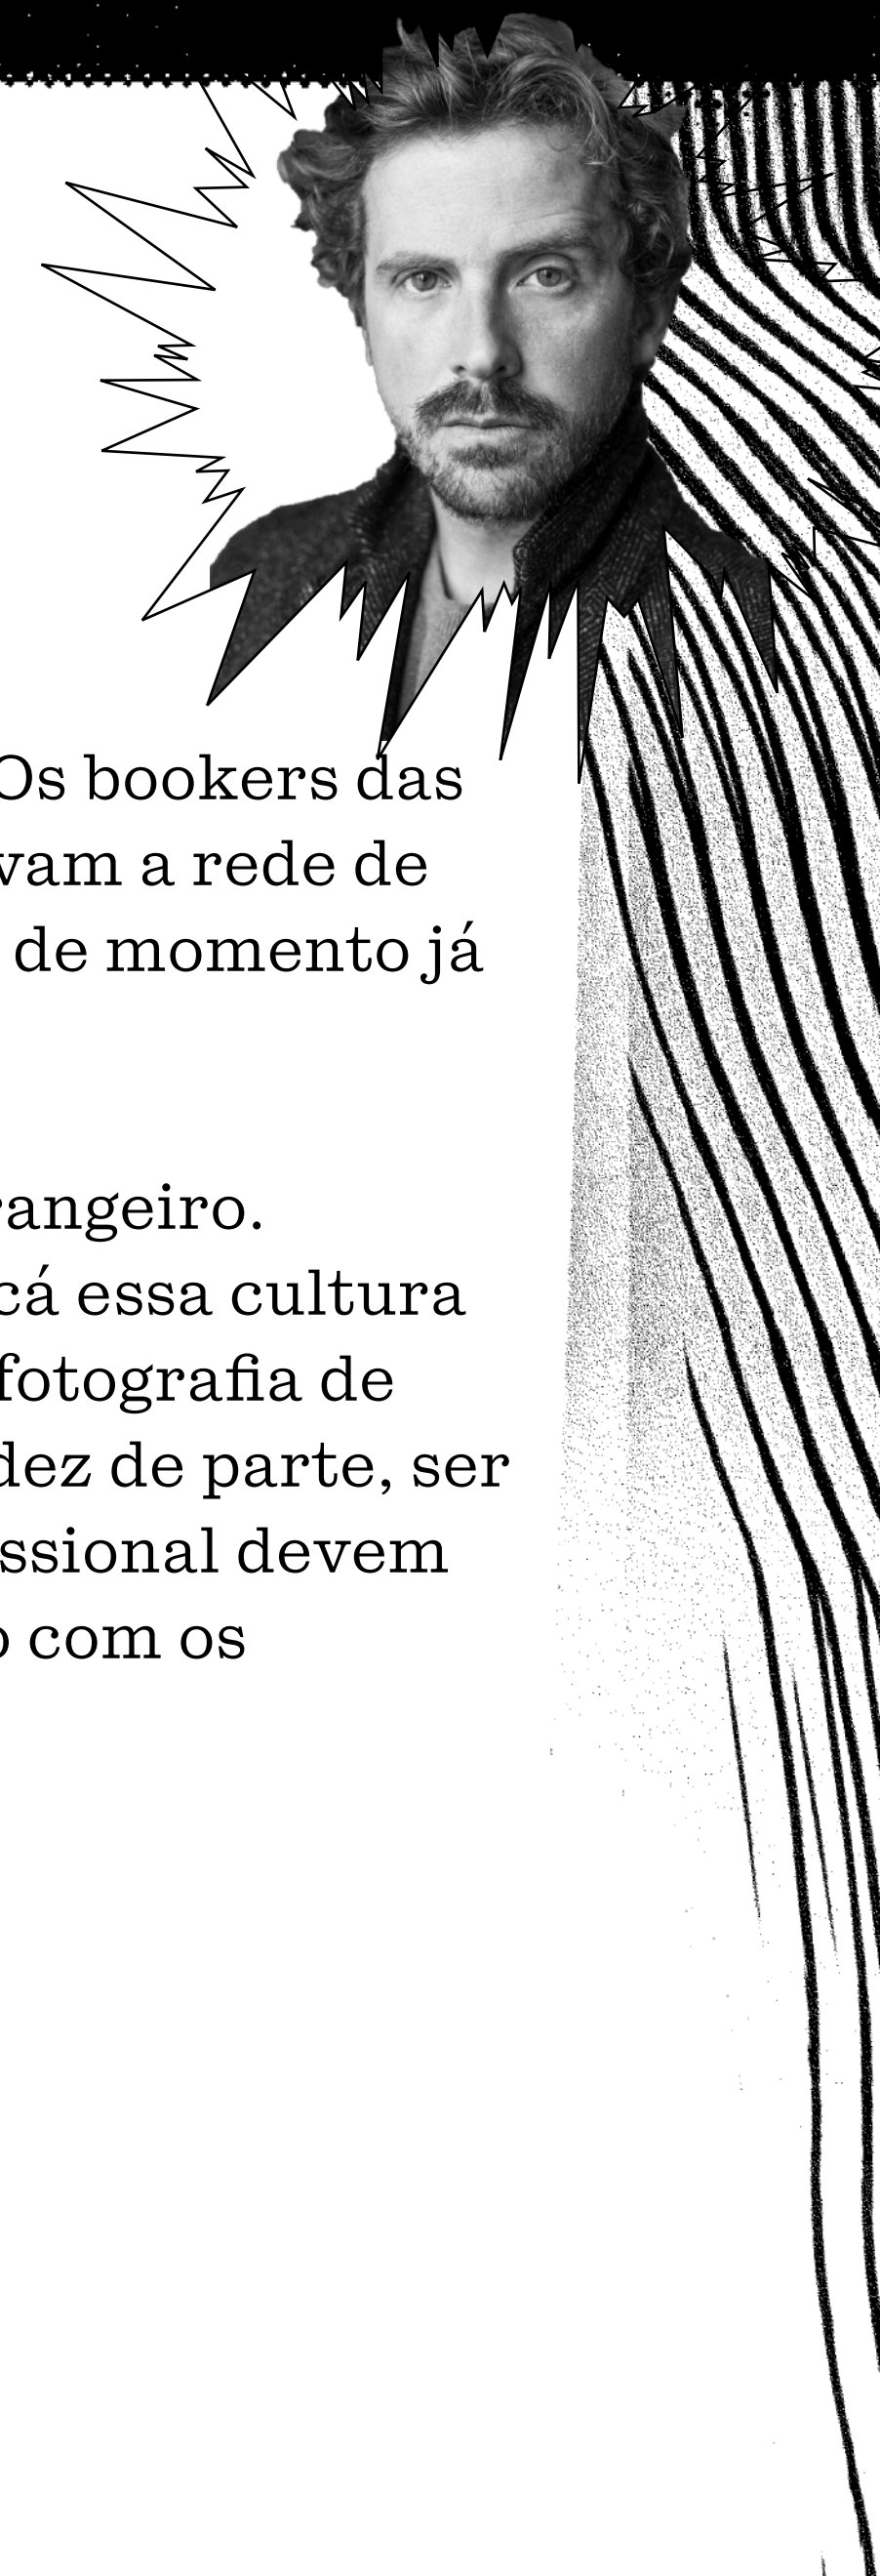 Os bookers das
vam a rede de
de momento já
rangeiro.
cá essa cultura
fotografia de
dez de parte, ser
ssional devem
o com os